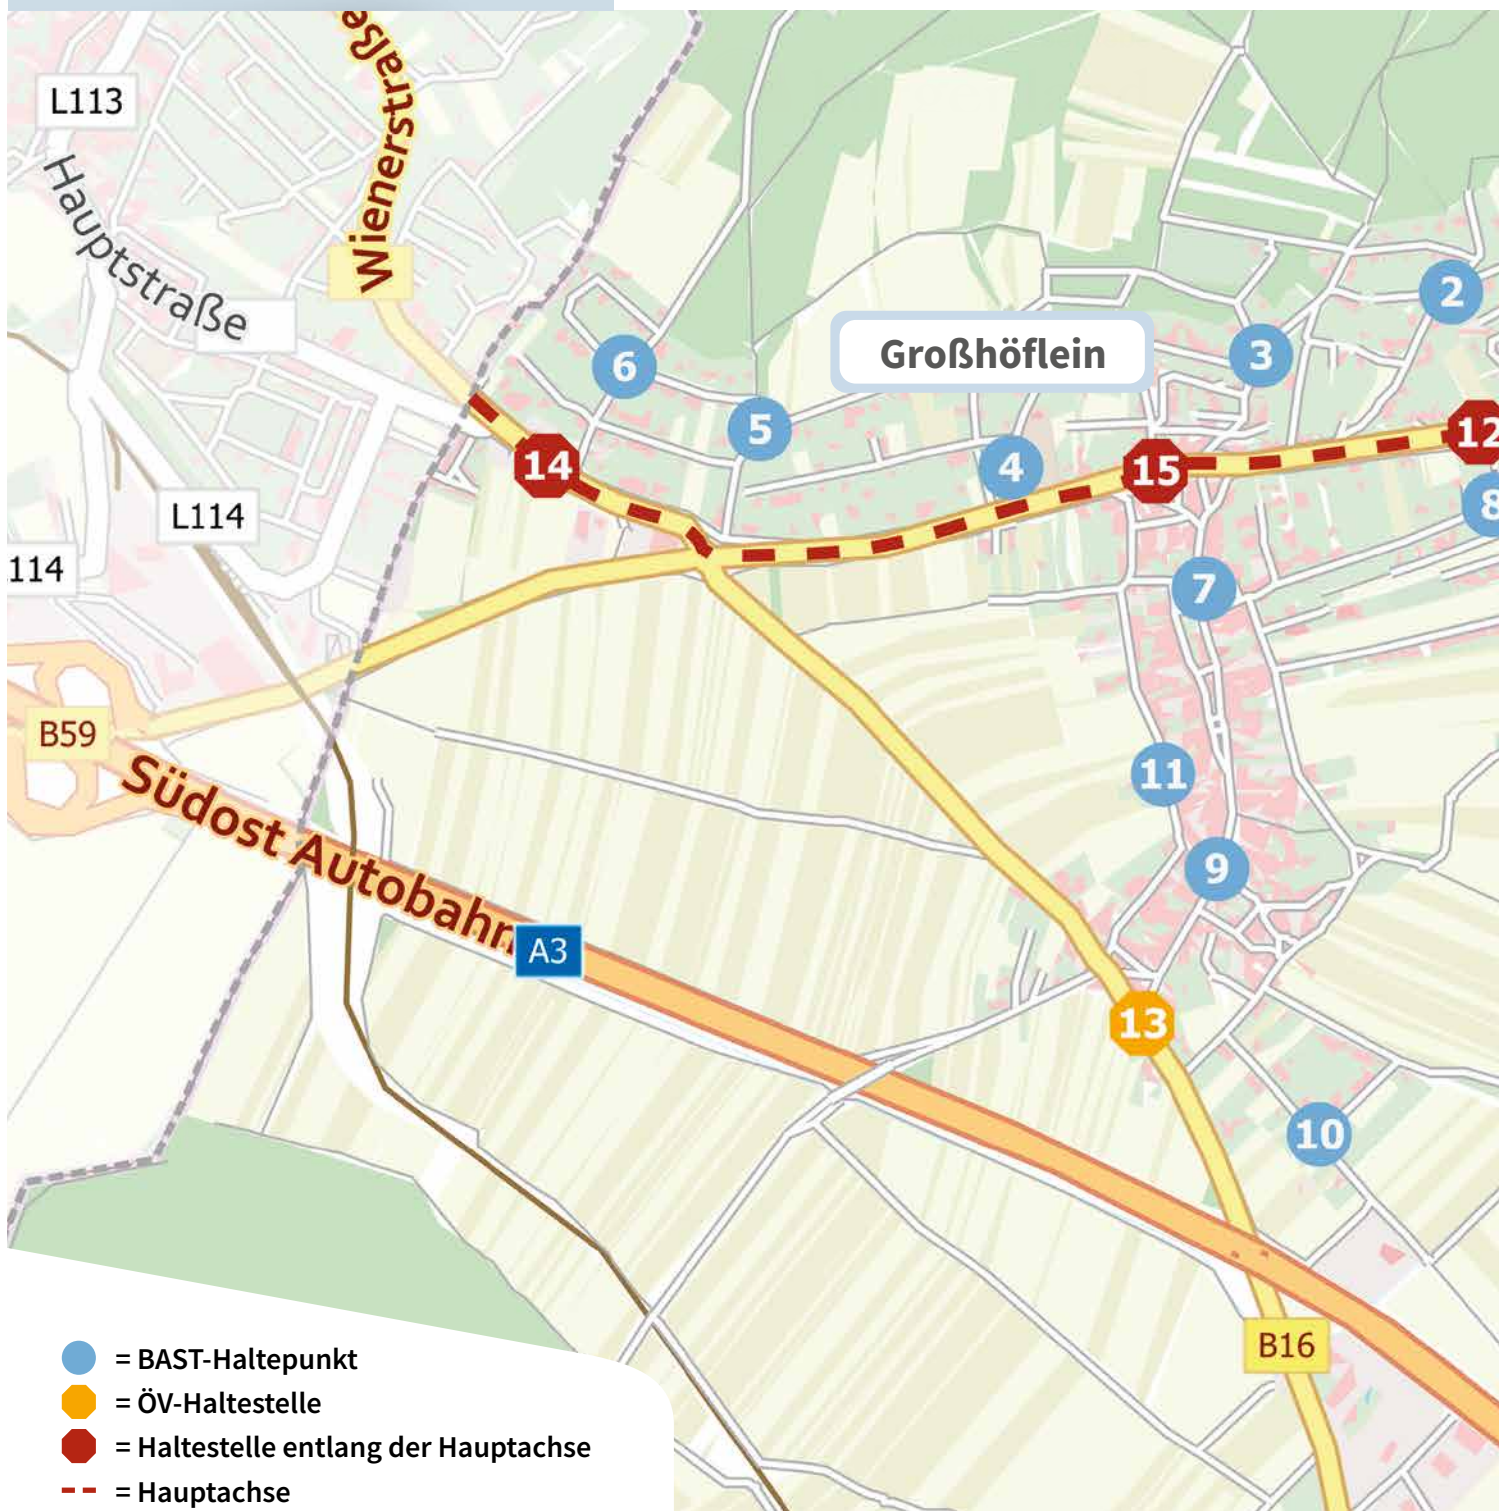 Wienerstraße
L113
Hauptstraße
2
3
Großhöflein
6
5
12
4
15
14
8
L114
114
7
B59
11
Südost Autobahn
9
A3
13
10
B16
= BAST-Haltepunkt
= ÖV-Haltestelle
= Haltestelle entlang der Hauptachse
= Hauptachse